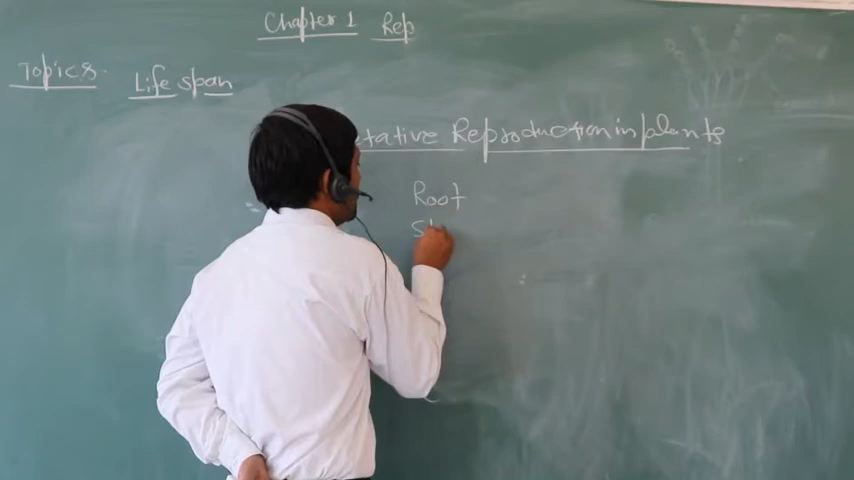 Chapter 1 Rep
Topics. Life span
tative Reproduction in plants
Root
S